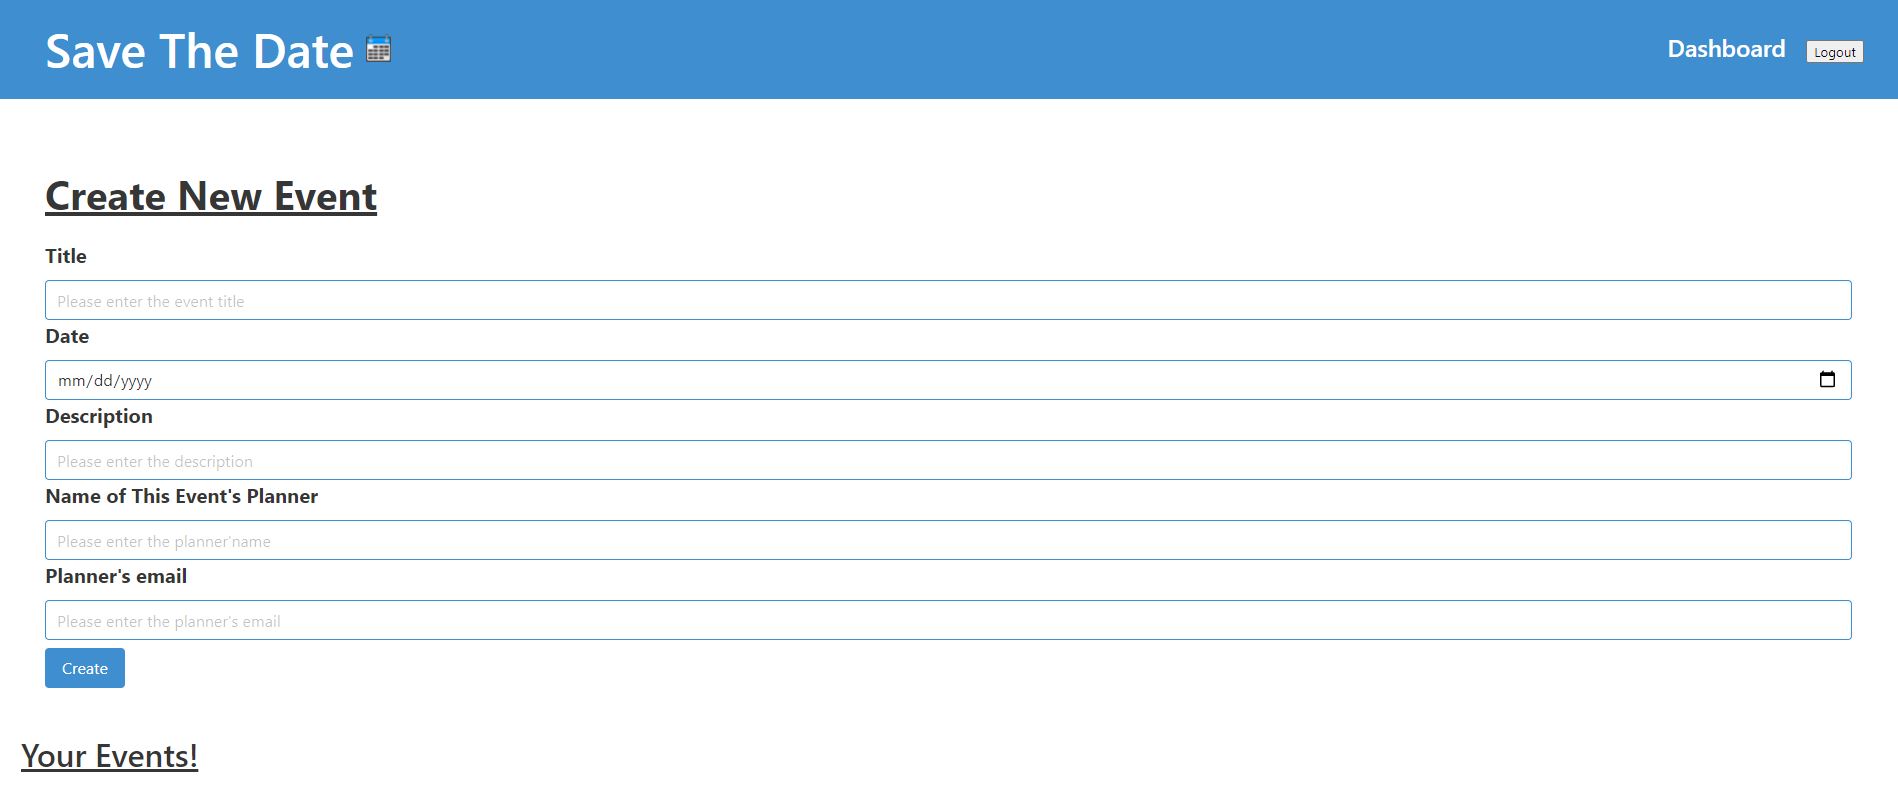 Save The Date
Dashboard Logout
Create New Event
Title
Please enter the event title
Date
mm/dd/yyyy
Description
Please enter the description
Name of This Event's Planner
Please enter the planner'name
Planner's email
Please enter the planner's email
Create
Your Events!